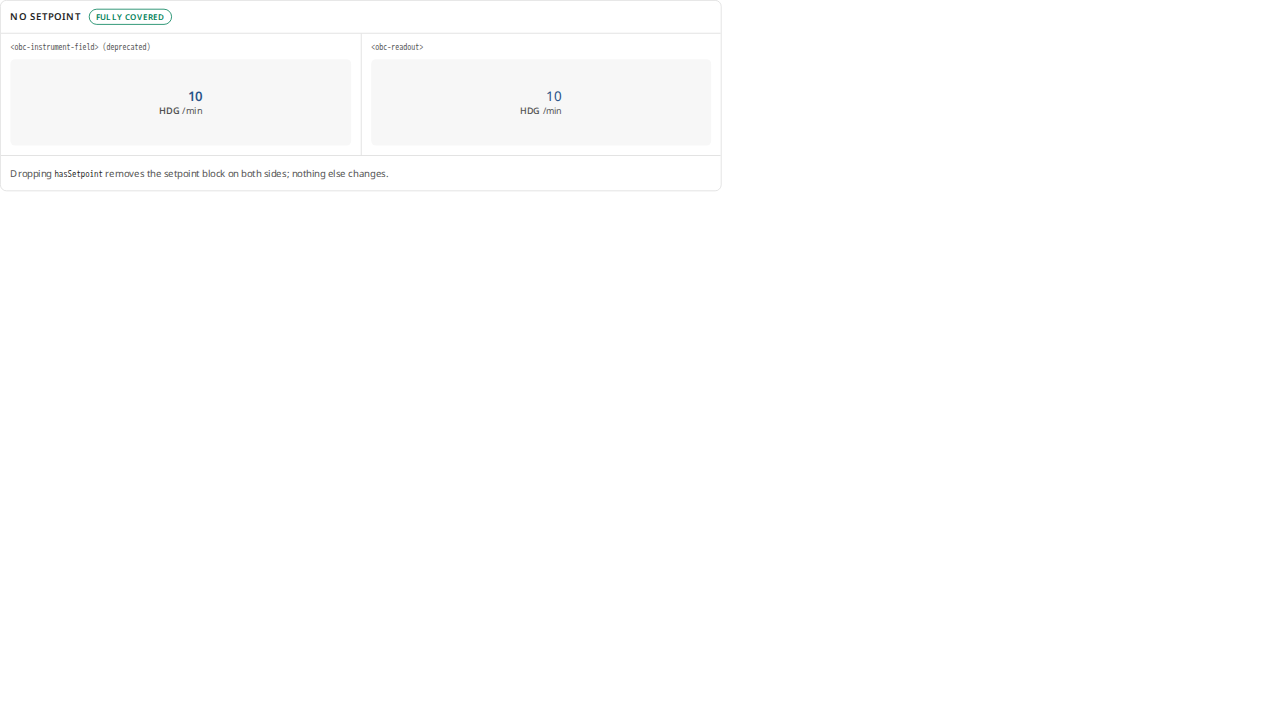 NO SETPOINT FULLY COVERED
<obc-instrument-field> (deprecated)
10
HDG /min
<obc-readout>
10
HDG /min
Dropping hasSetpoint removes the setpoint block on both sides; nothing else changes.